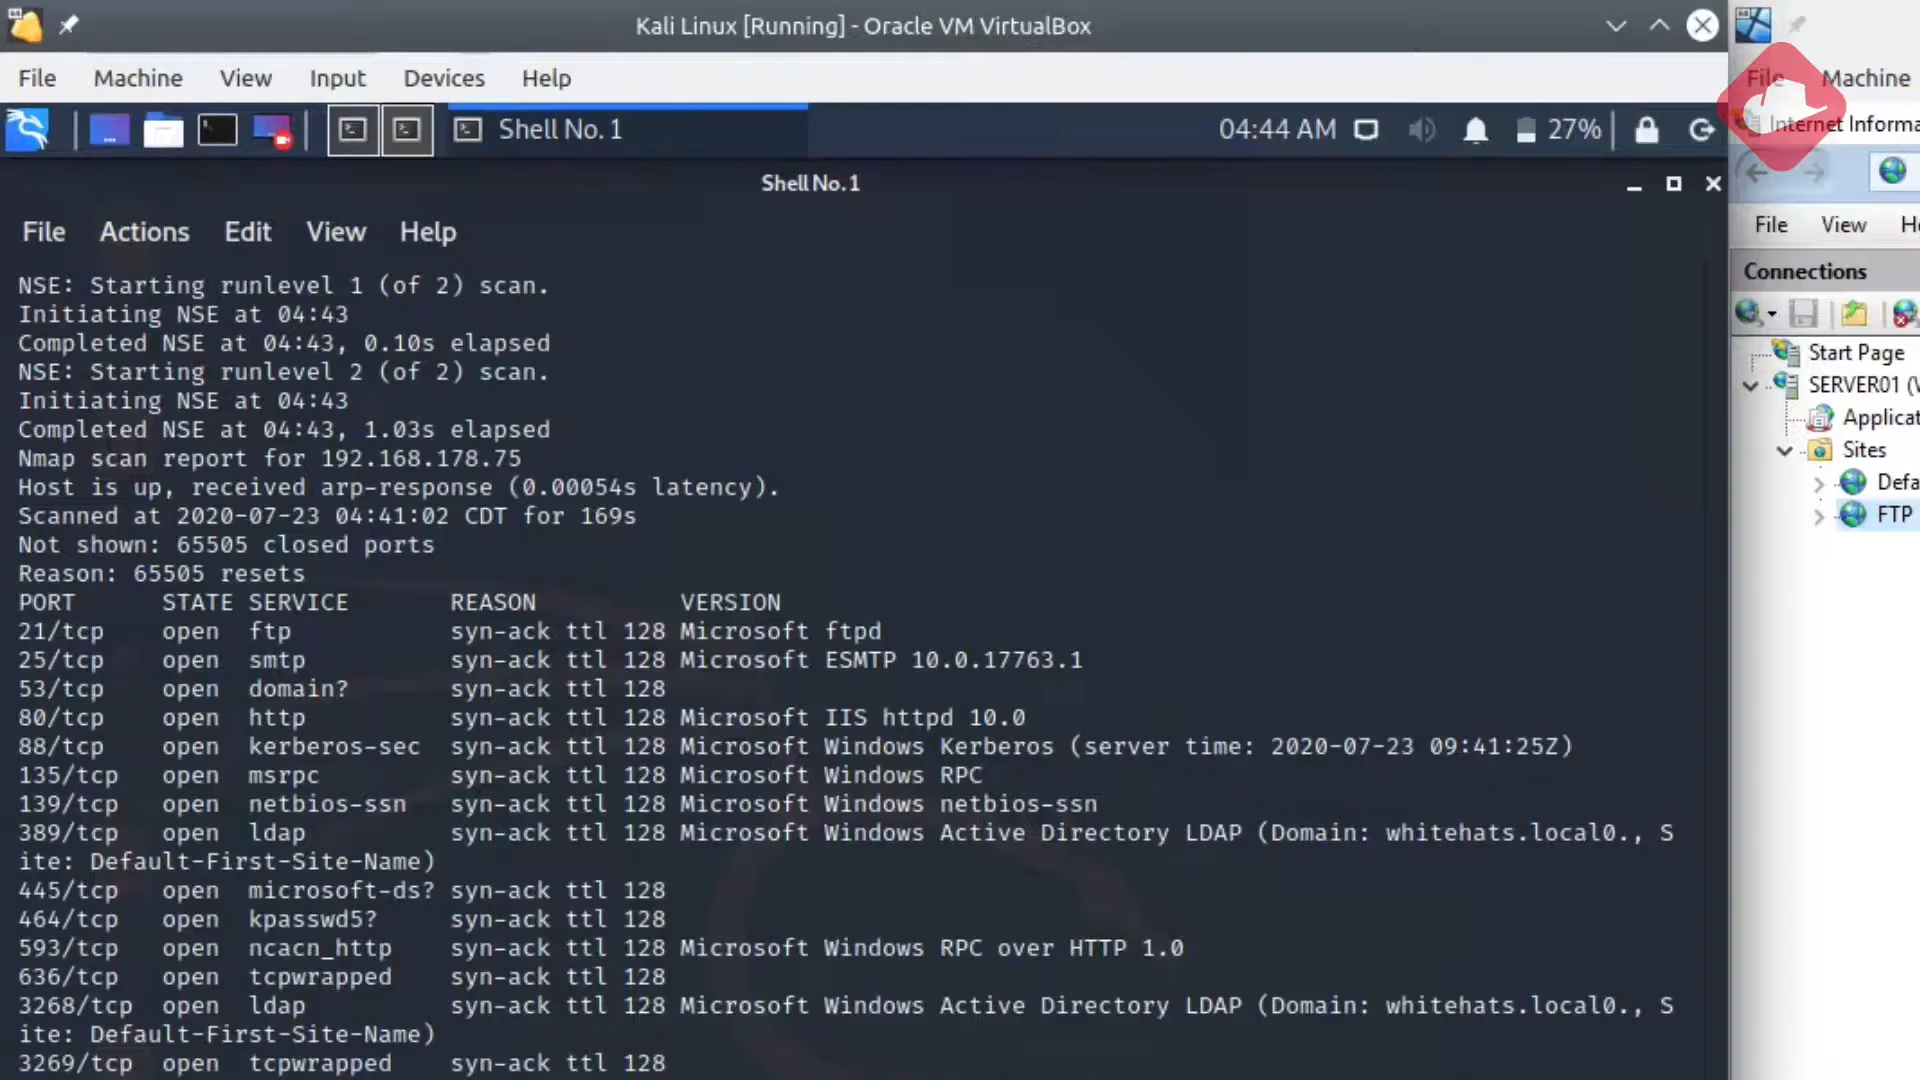 Kali Linux [Running] - Oracle VM VirtualBox
File Machine View Input Devices Help
Shell No. 1
04:44 AM 27%
Shell No.1
File Actions Edit View Help
NSE: Starting runlevel 1 (of 2) scan.
Initiating NSE at 04:43
Completed NSE at 04:43, 0.10s elapsed
NSE: Starting runlevel 2 (of 2) scan.
Initiating NSE at 04:43
Completed NSE at 04:43, 1.03s elapsed
Nmap scan report for 192.168.178.75
Host is up, received arp-response (0.00054s latency).
Scanned at 2020-07-23 04:41:02 CDT for 169s
Not shown: 65505 closed ports
Reason: 65505 resets
PORT STATE SERVICE REASON VERSION
21/tcp open ftp syn-ack ttl 128 Microsoft ftpd
25/tcp open smtp syn-ack ttl 128 Microsoft ESMTP 10.0.17763.1
53/tcp open domain? syn-ack ttl 128
80/tcp open http syn-ack ttl 128 Microsoft IIS httpd 10.0
88/tcp open kerberos-sec syn-ack ttl 128 Microsoft Windows Kerberos (server time: 2020-07-23 09:41:25Z)
135/tcp open msrpc syn-ack ttl 128 Microsoft Windows RPC
139/tcp open netbios-ssn syn-ack ttl 128 Microsoft Windows netbios-ssn
389/tcp open ldap syn-ack ttl 128 Microsoft Windows Active Directory LDAP (Domain: whitehats.local0., S
ite: Default-First-Site-Name)
445/tcp open microsoft-ds? syn-ack ttl 128
464/tcp open kpasswd5? syn-ack ttl 128
593/tcp open ncacn_http syn-ack ttl 128 Microsoft Windows RPC over HTTP 1.0
636/tcp open tcpwrapped syn-ack ttl 128
3268/tcp open ldap syn-ack ttl 128 Microsoft Windows Active Directory LDAP (Domain: whitehats.local0., S
ite: Default-First-Site-Name)
3269/tcp open tcpwrapped syn-ack ttl 128
File Machine
Internet Informa
File View He
Connections
Start Page
SERVER01 (
Applicat
Sites
Defa
FTP